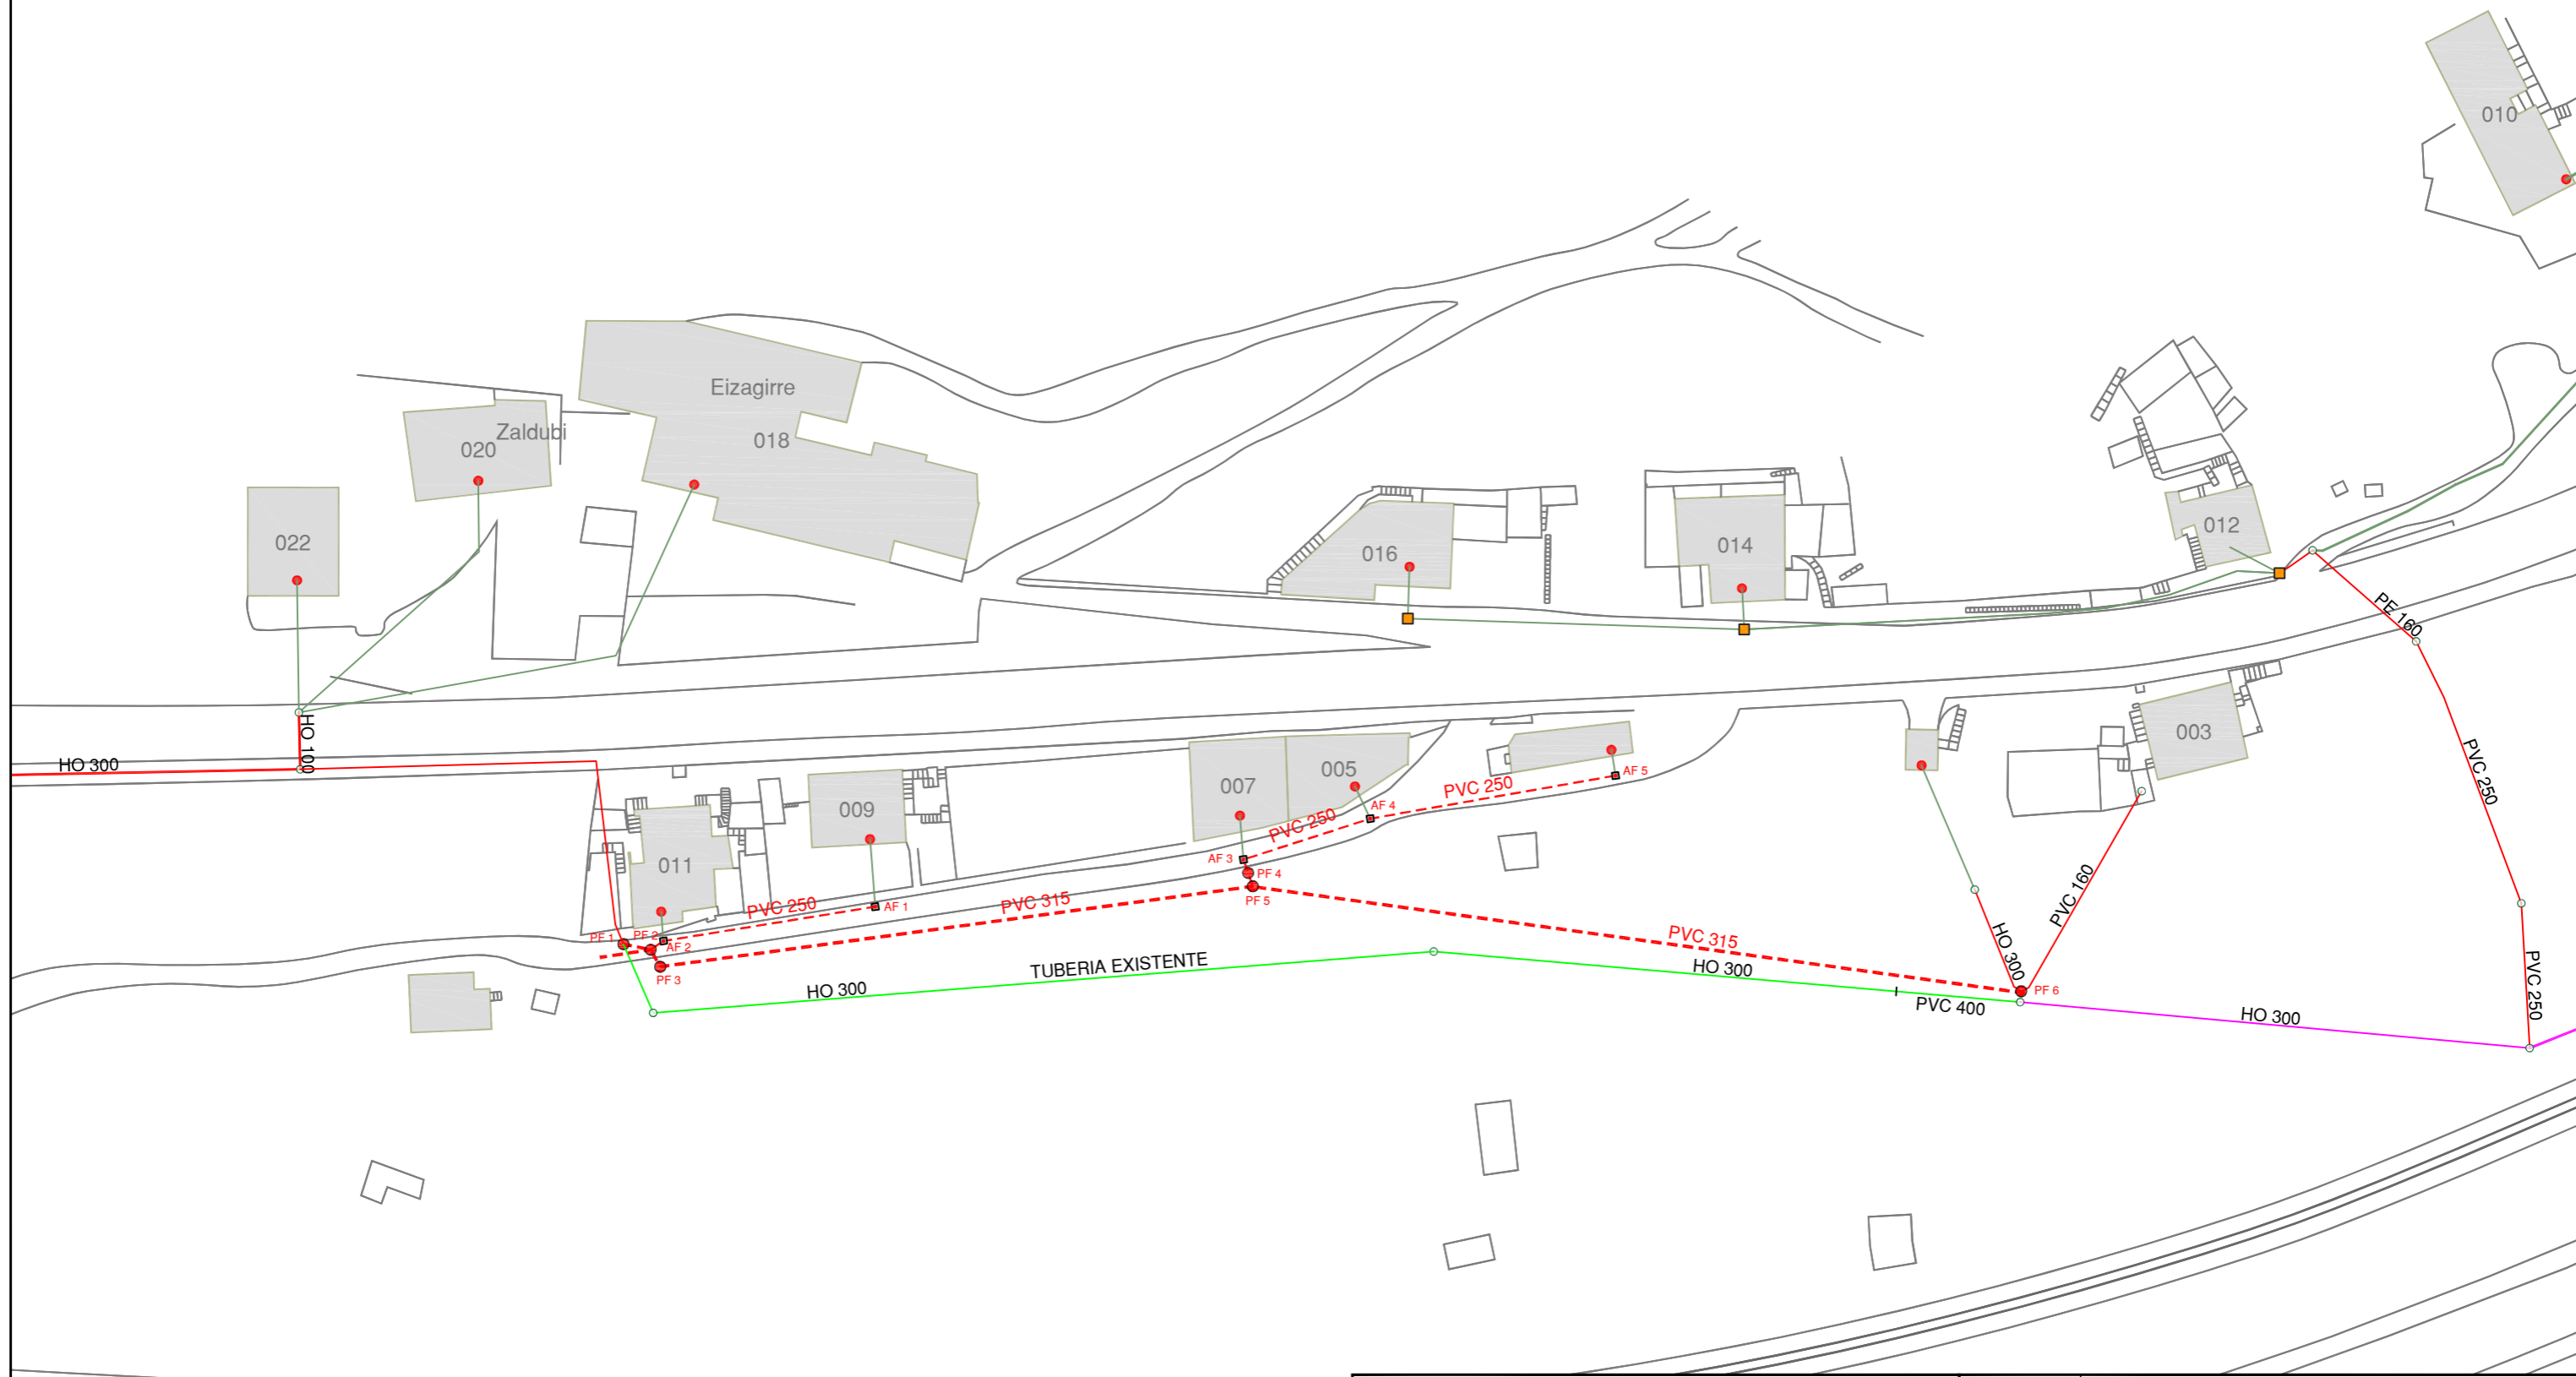 010
Eizagirre
Zaldubi
018
020
012
022
014
016
PE 160
HO 100
003
HO 300
005
AF 5
PVC 250
007
PVC 250
AF 4
009
PVC 250
AF 3
011
PF 4
PVC 160
PF 5
PVC 315
PVC 250
AF 1
PF 1
PF 2
AF 2
PVC 315
HO 300
TUBERIA EXISTENTE
HO 300
PF 3
HO 300
PF 6
PVC 400
HO 300
PVC 250